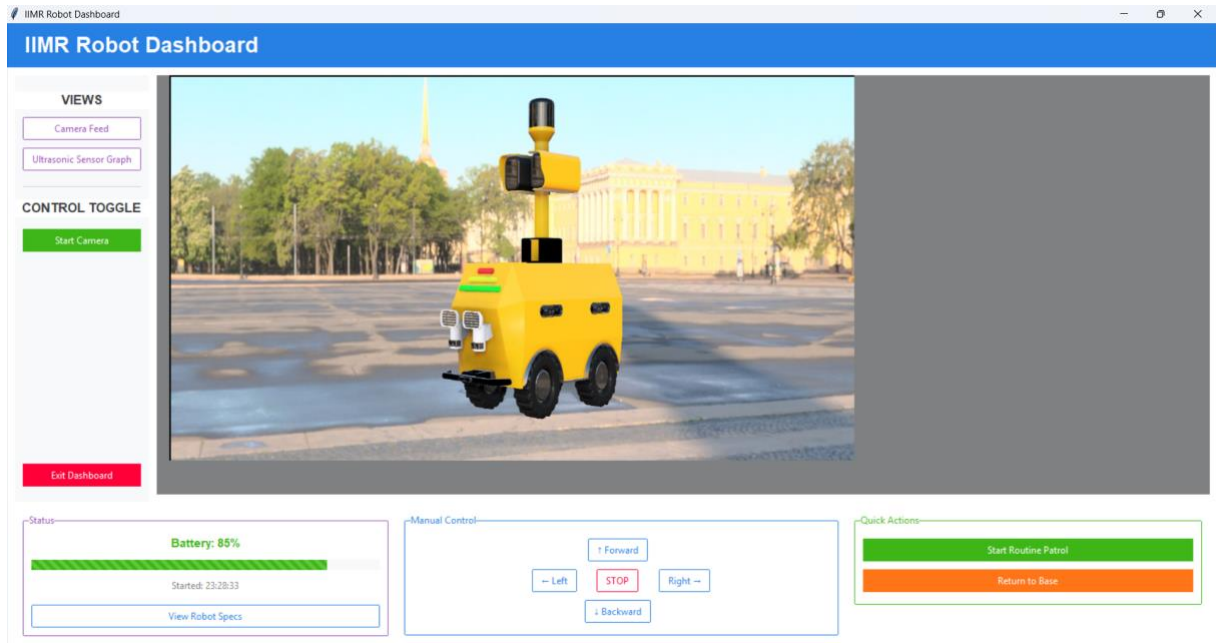 IIMR Robot Dashboard
IIMR Robot Dashboard
VIEWS
Camera Feed
Ultrasonic Sensor Graph
CONTROL TOGGLE
Start Camera
Exit Dashboard
Status
Battery: 85%
Started: 23:28:33
View Robot Specs
Manual Control
↑ Forward
← Left STOP Right →
↓ Backward
Quick Actions
Start Routine Patrol
Return to Base